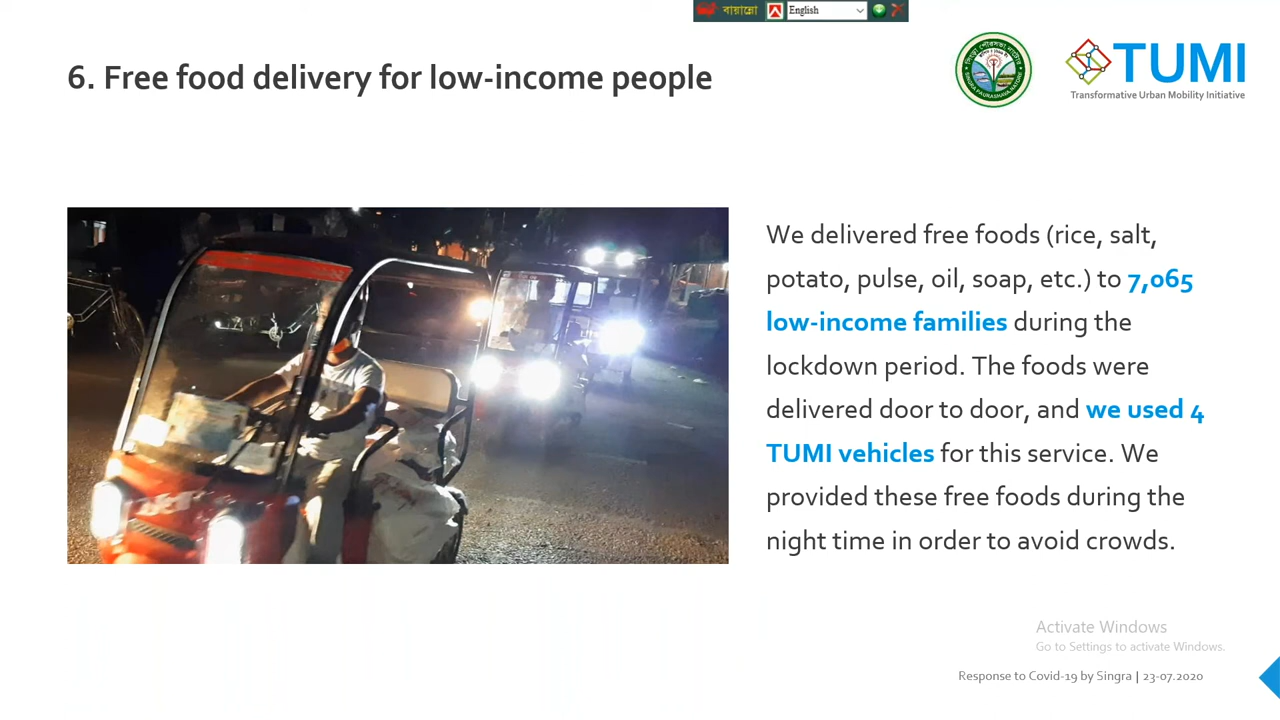 বায়ান্নো English
6. Free food delivery for low-income people
TUMI
Transformative Urban Mobility Initiative
We delivered free foods (rice, salt,
potato, pulse, oil, soap, etc.) to 7,065
low-income families during the
lockdown period. The foods were
delivered door to door, and we used 4
TUMI vehicles for this service. We
provided these free foods during the
night time in order to avoid crowds.
Activate Windows
Go to Settings to activate Windows.
Response to Covid-19 by Singra | 23-07.2020